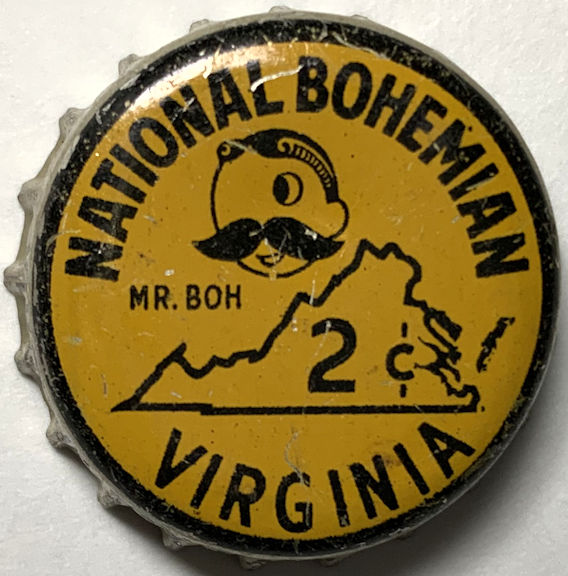 NATIONAL BOHEMIAN
MR. BOH
2 ¢
VIRGINIA